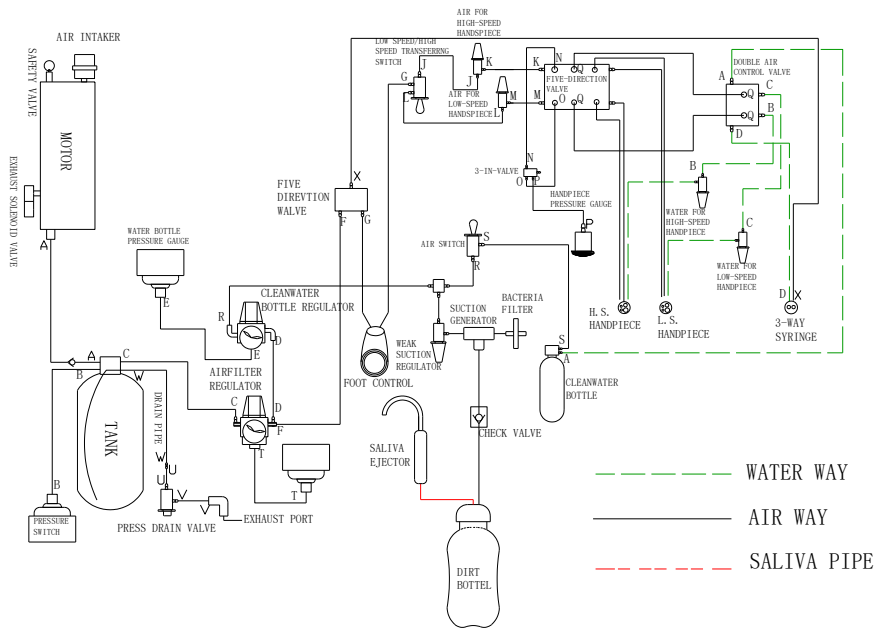 AIR INTAKER
SAFETY VALVE
MOTOR
EXHAUST SOLENOID VALVE
A
WATER BOTTLE
PRESSURE GAUGE
E
CLEANWATER
BOTTLE REGULATOR
R
D
E
AIRFILTER
REGULATOR
C
D
F
T
T
A
C
B
W
TANK
DRAIN PIPE
W
U
U
V
V
B
PRESSURE
SWITCH
PRESS DRAIN VALVE
EXHAUST PORT
FIVE
DIREVTION
WALVE
X
F
G
FOOT CONTROL
LOW SPEED/HIGH
SPEED TRANSFERRNG
SWITCH
G
J
L
AIR FOR
HIGH-SPEED
HANDSPIECE
K
J
AIR FOR
LOW-SPEED
HANDSPIECE
M
L
K
N
Q
FIVE-DIRECTION
VALVE
M
O
Q
3-IN-VALVE
N
O
P
HANDPIECE
PRESSURE GAUGE
P
AIR SWITCH
S
R
WEAK
SUCTION
REGULATOR
SUCTION
GENERATOR
BACTERIA
FILTER
CHECK VALVE
SALIVA
EJECTOR
DIRT
BOTTEL
S
A
CLEANWATER
BOTTLE
DOUBLE AIR
CONTROL VALVE
A
C
Q
B
Q
D
B
WATER FOR
HIGH-SPEED
HANDPIECE
C
WATER FOR
LOW-SPEED
HANDPIECE
H.S.
HANDPIECE
L.S.
HANDPIECE
D
X
3-WAY
SYRINGE
WATER WAY
AIR WAY
SALIVA PIPE